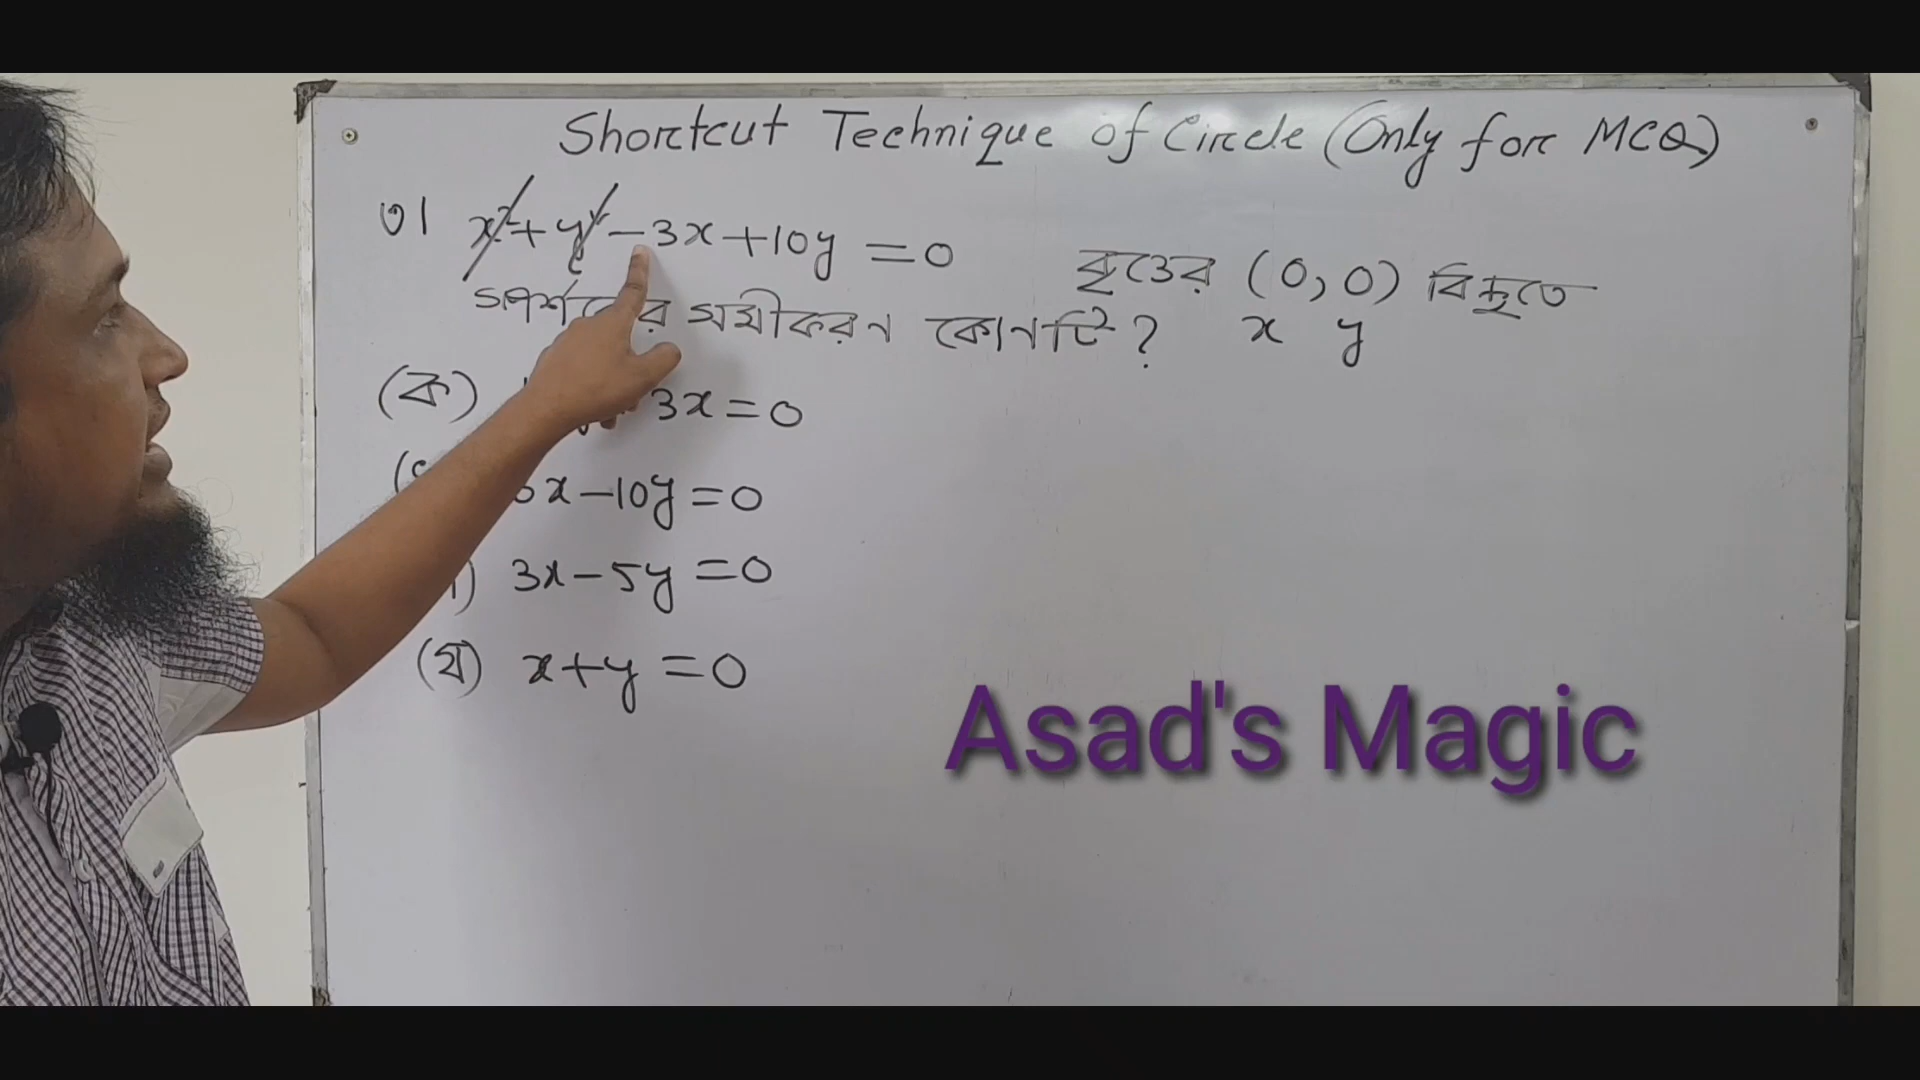 Shortcut Technique of Circle (Only for MCQ)
৩। x²+y²-3x+10y=0 বৃত্তের (0, 0) বিন্দুতে
স্পর্শকের সমীকরণ কোনটি? x y
(ক) 3x=0
x-10y=0
3x-5y=0
(ঘ) x+y=0
Asad's Magic